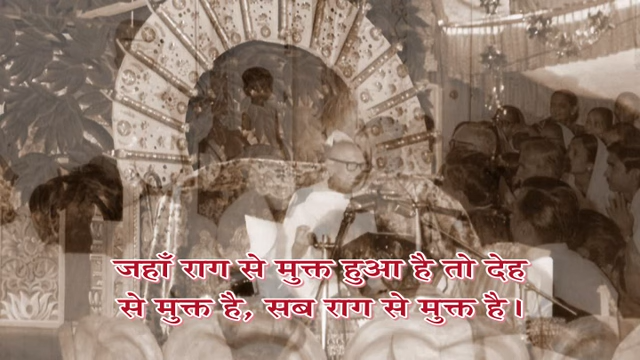 जहाँ राग से मुक्त हुआ है तो देह
से मुक्त है, सब राग से मुक्त है।